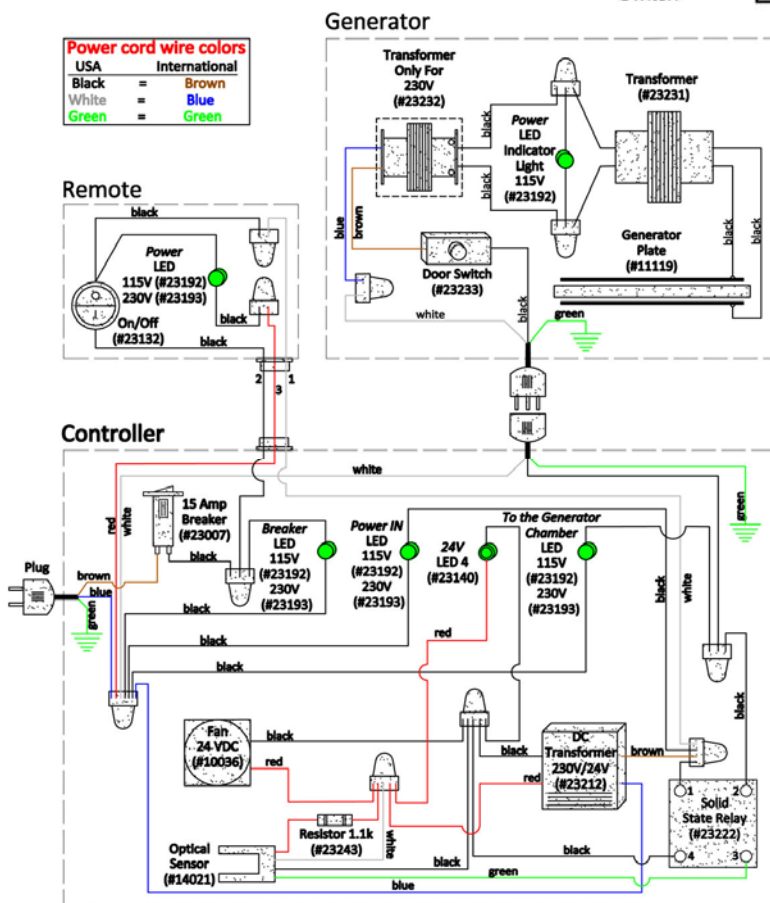 Generator
Power cord wire colors
USA International
Black = Brown
White = Blue
Green = Green
Transformer
Only For
230V
(#23232)
black
black
Power
LED
Indicator
Light
115V
(#23192)
Transformer
(#23231)
blue
brown
Door Switch
(#23233)
black
white
green
Generator
Plate
(#11119)
black
black
Remote
black
Power
LED
115V (#23192)
230V (#23193)
On/Off
(#23132)
black
black
2 1
3
Controller
white
red
white
15 Amp
Breaker
(#23007)
black
Breaker
LED
115V
(#23192)
230V
(#23193)
Power IN
LED
115V
(#23192)
230V
(#23193)
24V
LED 4
(#23140)
To the Generator
Chamber
LED
115V
(#23192)
230V
(#23193)
green
black
white
Plug
brown
blue
green
black
black
black
red
black
Fan
24 VDC
(#10036)
black
red
black
DC
Transformer
230V/24V
(#23212)
red
brown
1 2
Solid
State Relay
(#23222)
4 3
Resistor 1.1k
(#23243)
white
Optical
Sensor
(#14021)
black
green
blue